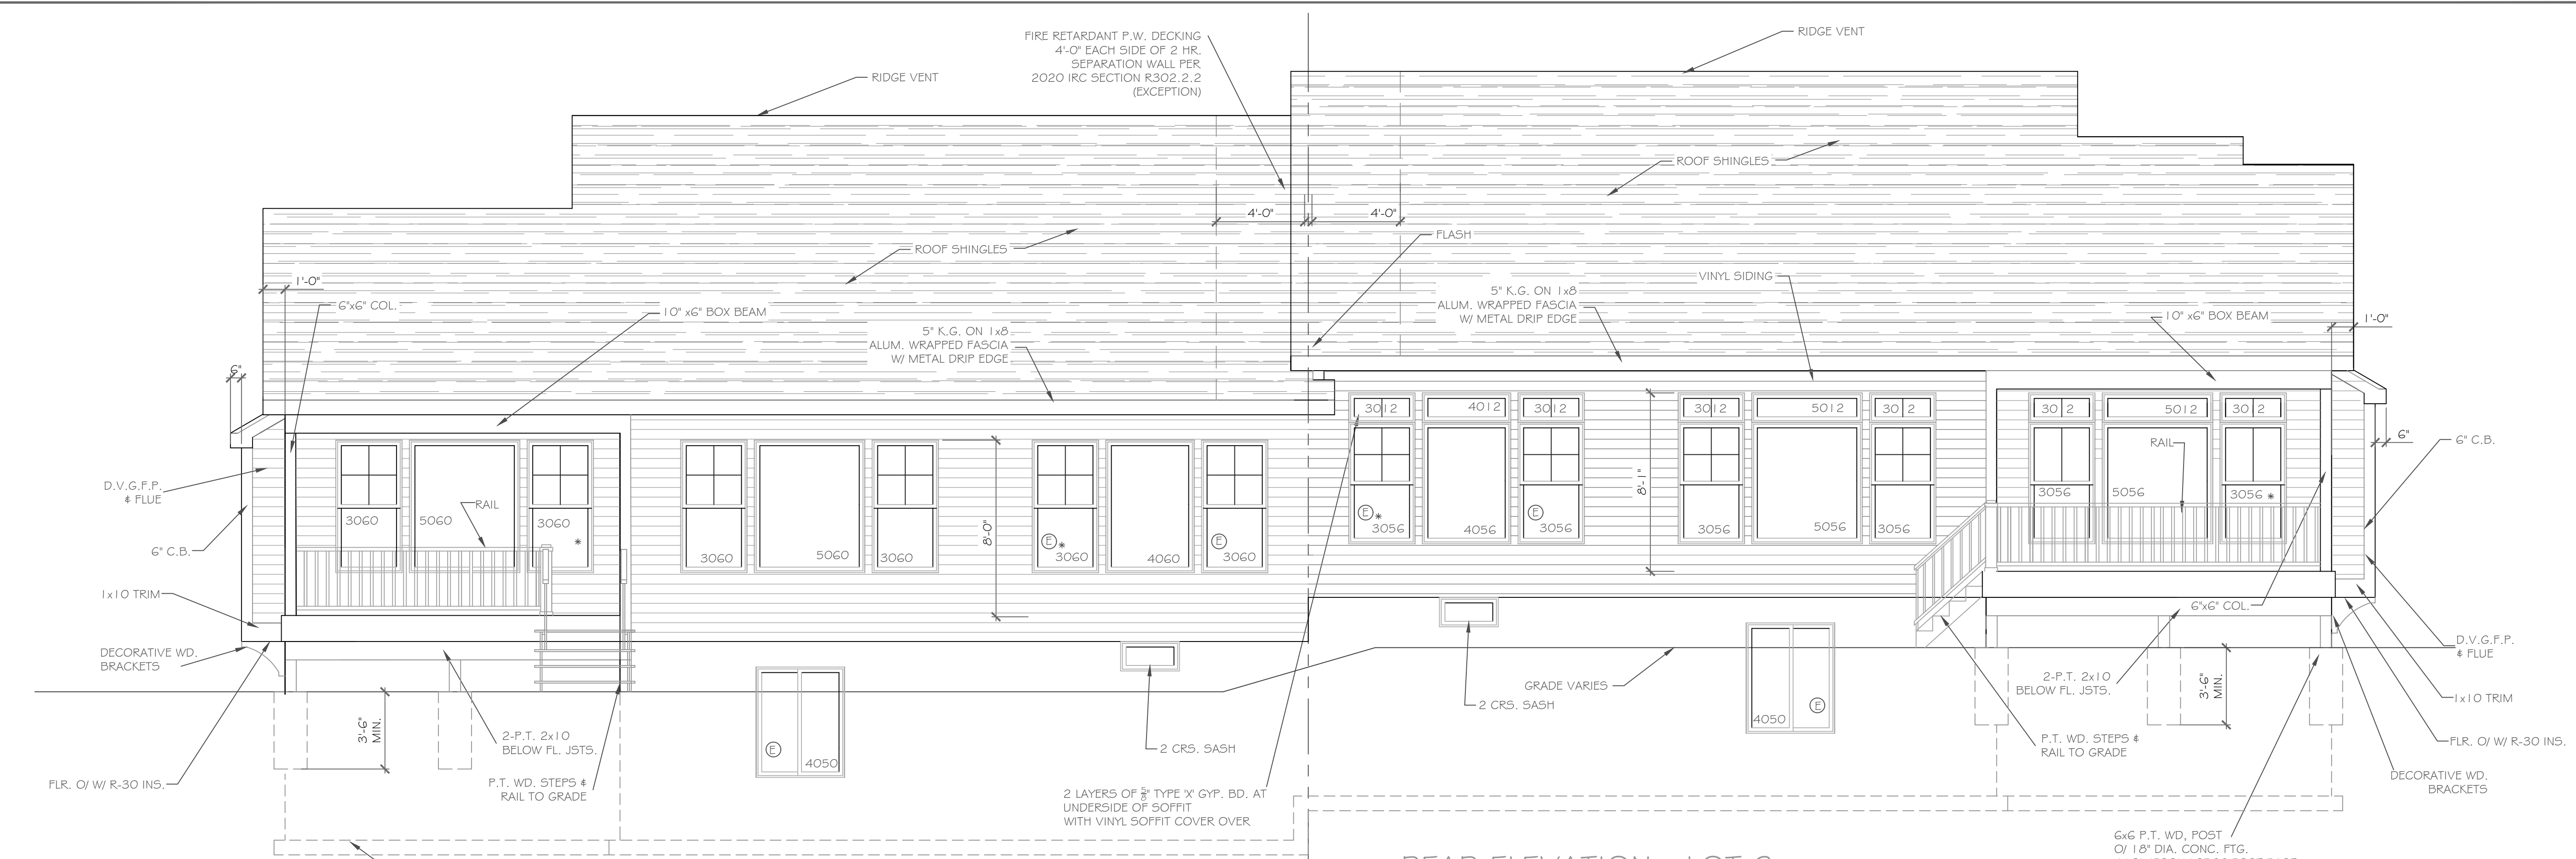 FIRE RETARDANT P.W. DECKING
4'-0" EACH SIDE OF 2 HR.
SEPARATION WALL PER
2020 IRC SECTION R302.2.2
(EXCEPTION)
RIDGE VENT
RIDGE VENT
ROOF SHINGLES
4'-0"
4'-0"
FLASH
ROOF SHINGLES
VINYL SIDING
1'-0"
6"x6" COL.
10" x6" BOX BEAM
5" K.G. ON 1x8
ALUM. WRAPPED FASCIA
W/ METAL DRIP EDGE
5" K.G. ON 1x8
ALUM. WRAPPED FASCIA
W/ METAL DRIP EDGE
10" x6" BOX BEAM
1'-0"
6"
3012
4012
3012
3012
5012
3012
3012
5012
3012
6"
6" C.B.
D.V.G.F.P.
& FLUE
RAIL
RAIL
8'-0"
8'-1"
3060
5060
3060 *
3060
5060
3060
E *
3060
4060
E
3060
E *
3056
4056
E
3056
3056
5056
3056
3056
5056
3056 *
6" C.B.
1x10 TRIM
6"x6" COL.
DECORATIVE WD.
BRACKETS
D.V.G.F.P.
& FLUE
GRADE VARIES
2-P.T. 2x10
BELOW FL. JSTS.
3'-6"
MIN.
1x10 TRIM
2 CRS. SASH
4050
E
3'-6"
MIN.
2-P.T. 2x10
BELOW FL. JSTS.
E
4050
2 CRS. SASH
P.T. WD. STEPS &
RAIL TO GRADE
FLR. O/ W/ R-30 INS.
FLR. O/ W/ R-30 INS.
P.T. WD. STEPS &
RAIL TO GRADE
2 LAYERS OF 5/8" TYPE 'X' GYP. BD. AT
UNDERSIDE OF SOFFIT
WITH VINYL SOFFIT COVER OVER
DECORATIVE WD.
BRACKETS
6x6 P.T. WD. POST
O/ 18" DIA. CONC. FTG.
REAR ELEVATION - LOT